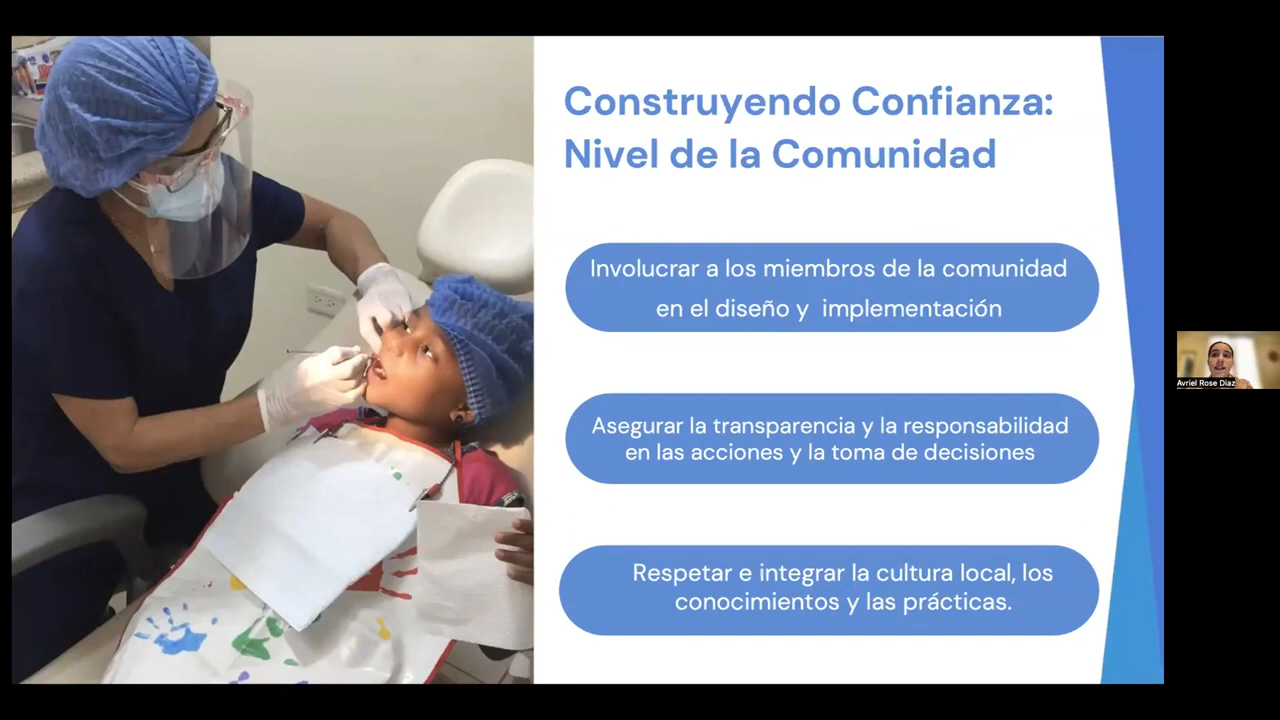 Construyendo Confianza:
Nivel de la Comunidad
Involucrar a los miembros de la comunidad
en el diseño y implementación
Asegurar la transparencia y la responsabilidad
en las acciones y la toma de decisiones
Respetar e integrar la cultura local, los
conocimientos y las prácticas.
Avriel Rose Diaz